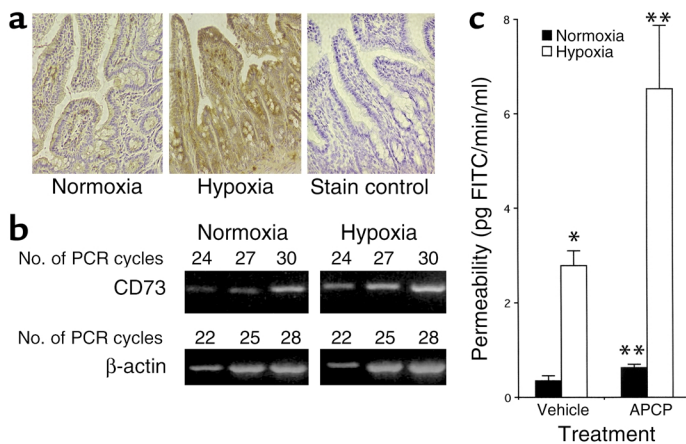 a
Normoxia Hypoxia Stain control
b
Normoxia Hypoxia
No. of PCR cycles 24 27 30 24 27 30
CD73
No. of PCR cycles 22 25 28 22 25 28
β-actin
c
Permeability (pg FITC/min/ml)
8
6
4
2
0
Normoxia
Hypoxia
*
**
**
Vehicle APCP
Treatment